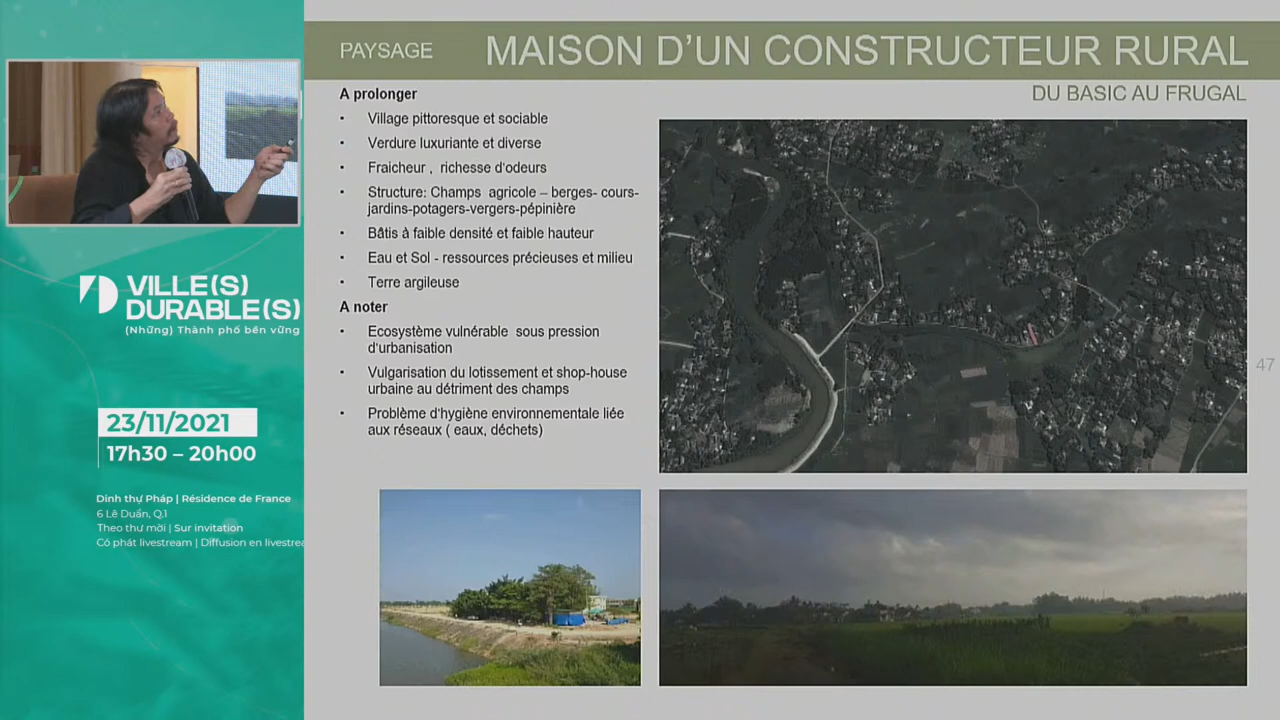 PAYSAGE
MAISON D'UN CONSTRUCTEUR RURAL
DU BASIC AU FRUGAL
A prolonger
• Village pittoresque et sociable
• Verdure luxuriante et diverse
• Fraicheur , richesse d'odeurs
• Structure: Champs agricole – berges- cours-
jardins-potagers-vergers-pépinière
• Bâtis à faible densité et faible hauteur
• Eau et Sol - ressources précieuses et milieu
• Terre argileuse
A noter
• Ecosystème vulnérable sous pression
d'urbanisation
• Vulgarisation du lotissement et shop-house
urbaine au détriment des champs
• Problème d'hygiène environnementale liée
aux réseaux ( eaux, déchets)
47
VILLE(S)
DURABLE(S)
(Những) Thành phố bền vững
23/11/2021
17h30 – 20h00
Dinh thự Pháp | Résidence de France
6 Lê Duẩn, Q.1
Theo thư mời | Sur invitation
Có phát livestream | Diffusion en livestrea